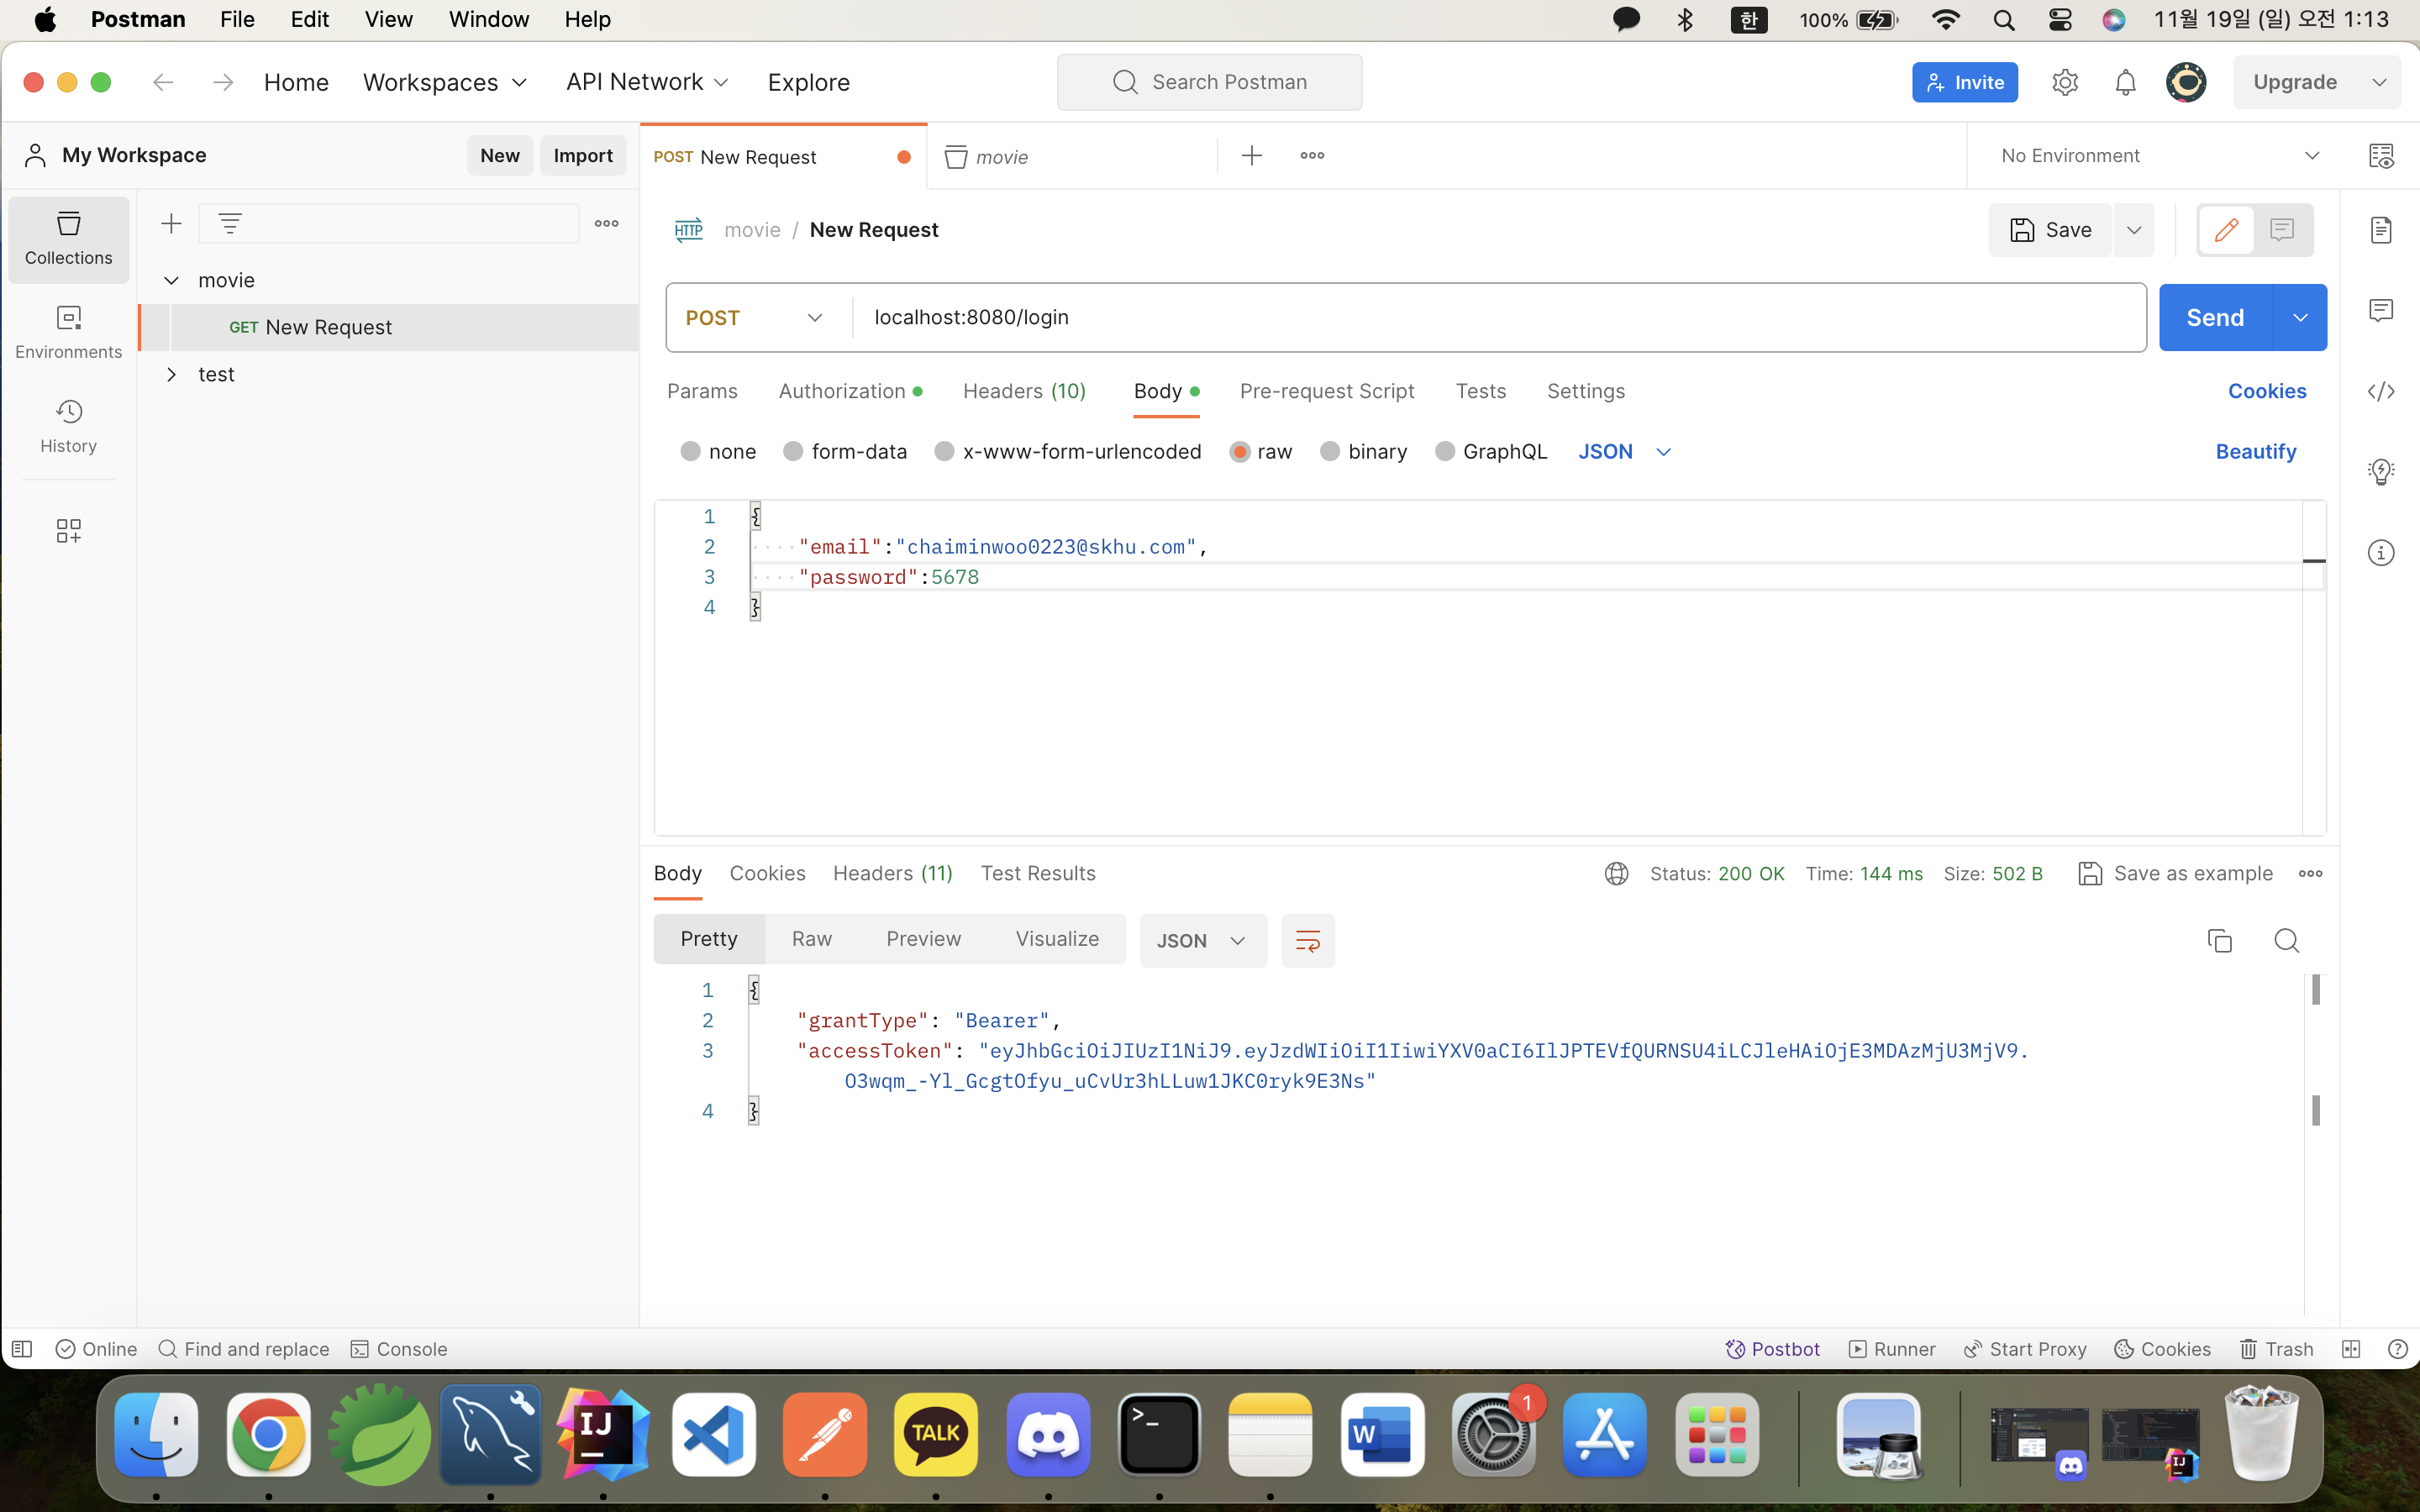 Postman File Edit View Window Help 한 100% 11월 19일 (일) 오전 1:13
Home Workspaces API Network Explore Search Postman Invite Upgrade
My Workspace New Import POST New Request movie No Environment
Collections
movie / New Request Save
movie
GET New Request POST localhost:8080/login Send
Environments
test
Params Authorization Headers (10) Body Pre-request Script Tests Settings Cookies
History
none form-data x-www-form-urlencoded raw binary GraphQL JSON Beautify
1 {
2 "email":"chaiminwoo0223@skhu.com",
3 "password":5678
4 }
Body Cookies Headers (11) Test Results Status: 200 OK Time: 144 ms Size: 502 B Save as example
Pretty Raw Preview Visualize JSON
1 {
2 "grantType": "Bearer",
3 "accessToken": "eyJhbGciOiJIUzI1NiJ9.eyJzdWIiOiI1IiwiYXV0aCI6IlJPTEVfQURNSU4iLCJleHAiOjE3MDAzMjU3MjV9.
O3wqm_-Yl_GcgtOfyu_uCvUr3hLLuw1JKC0ryk9E3Ns"
4 }
Online Find and replace Console Postbot Runner Start Proxy Cookies Trash
IJ TALK >_ W 1 IJ